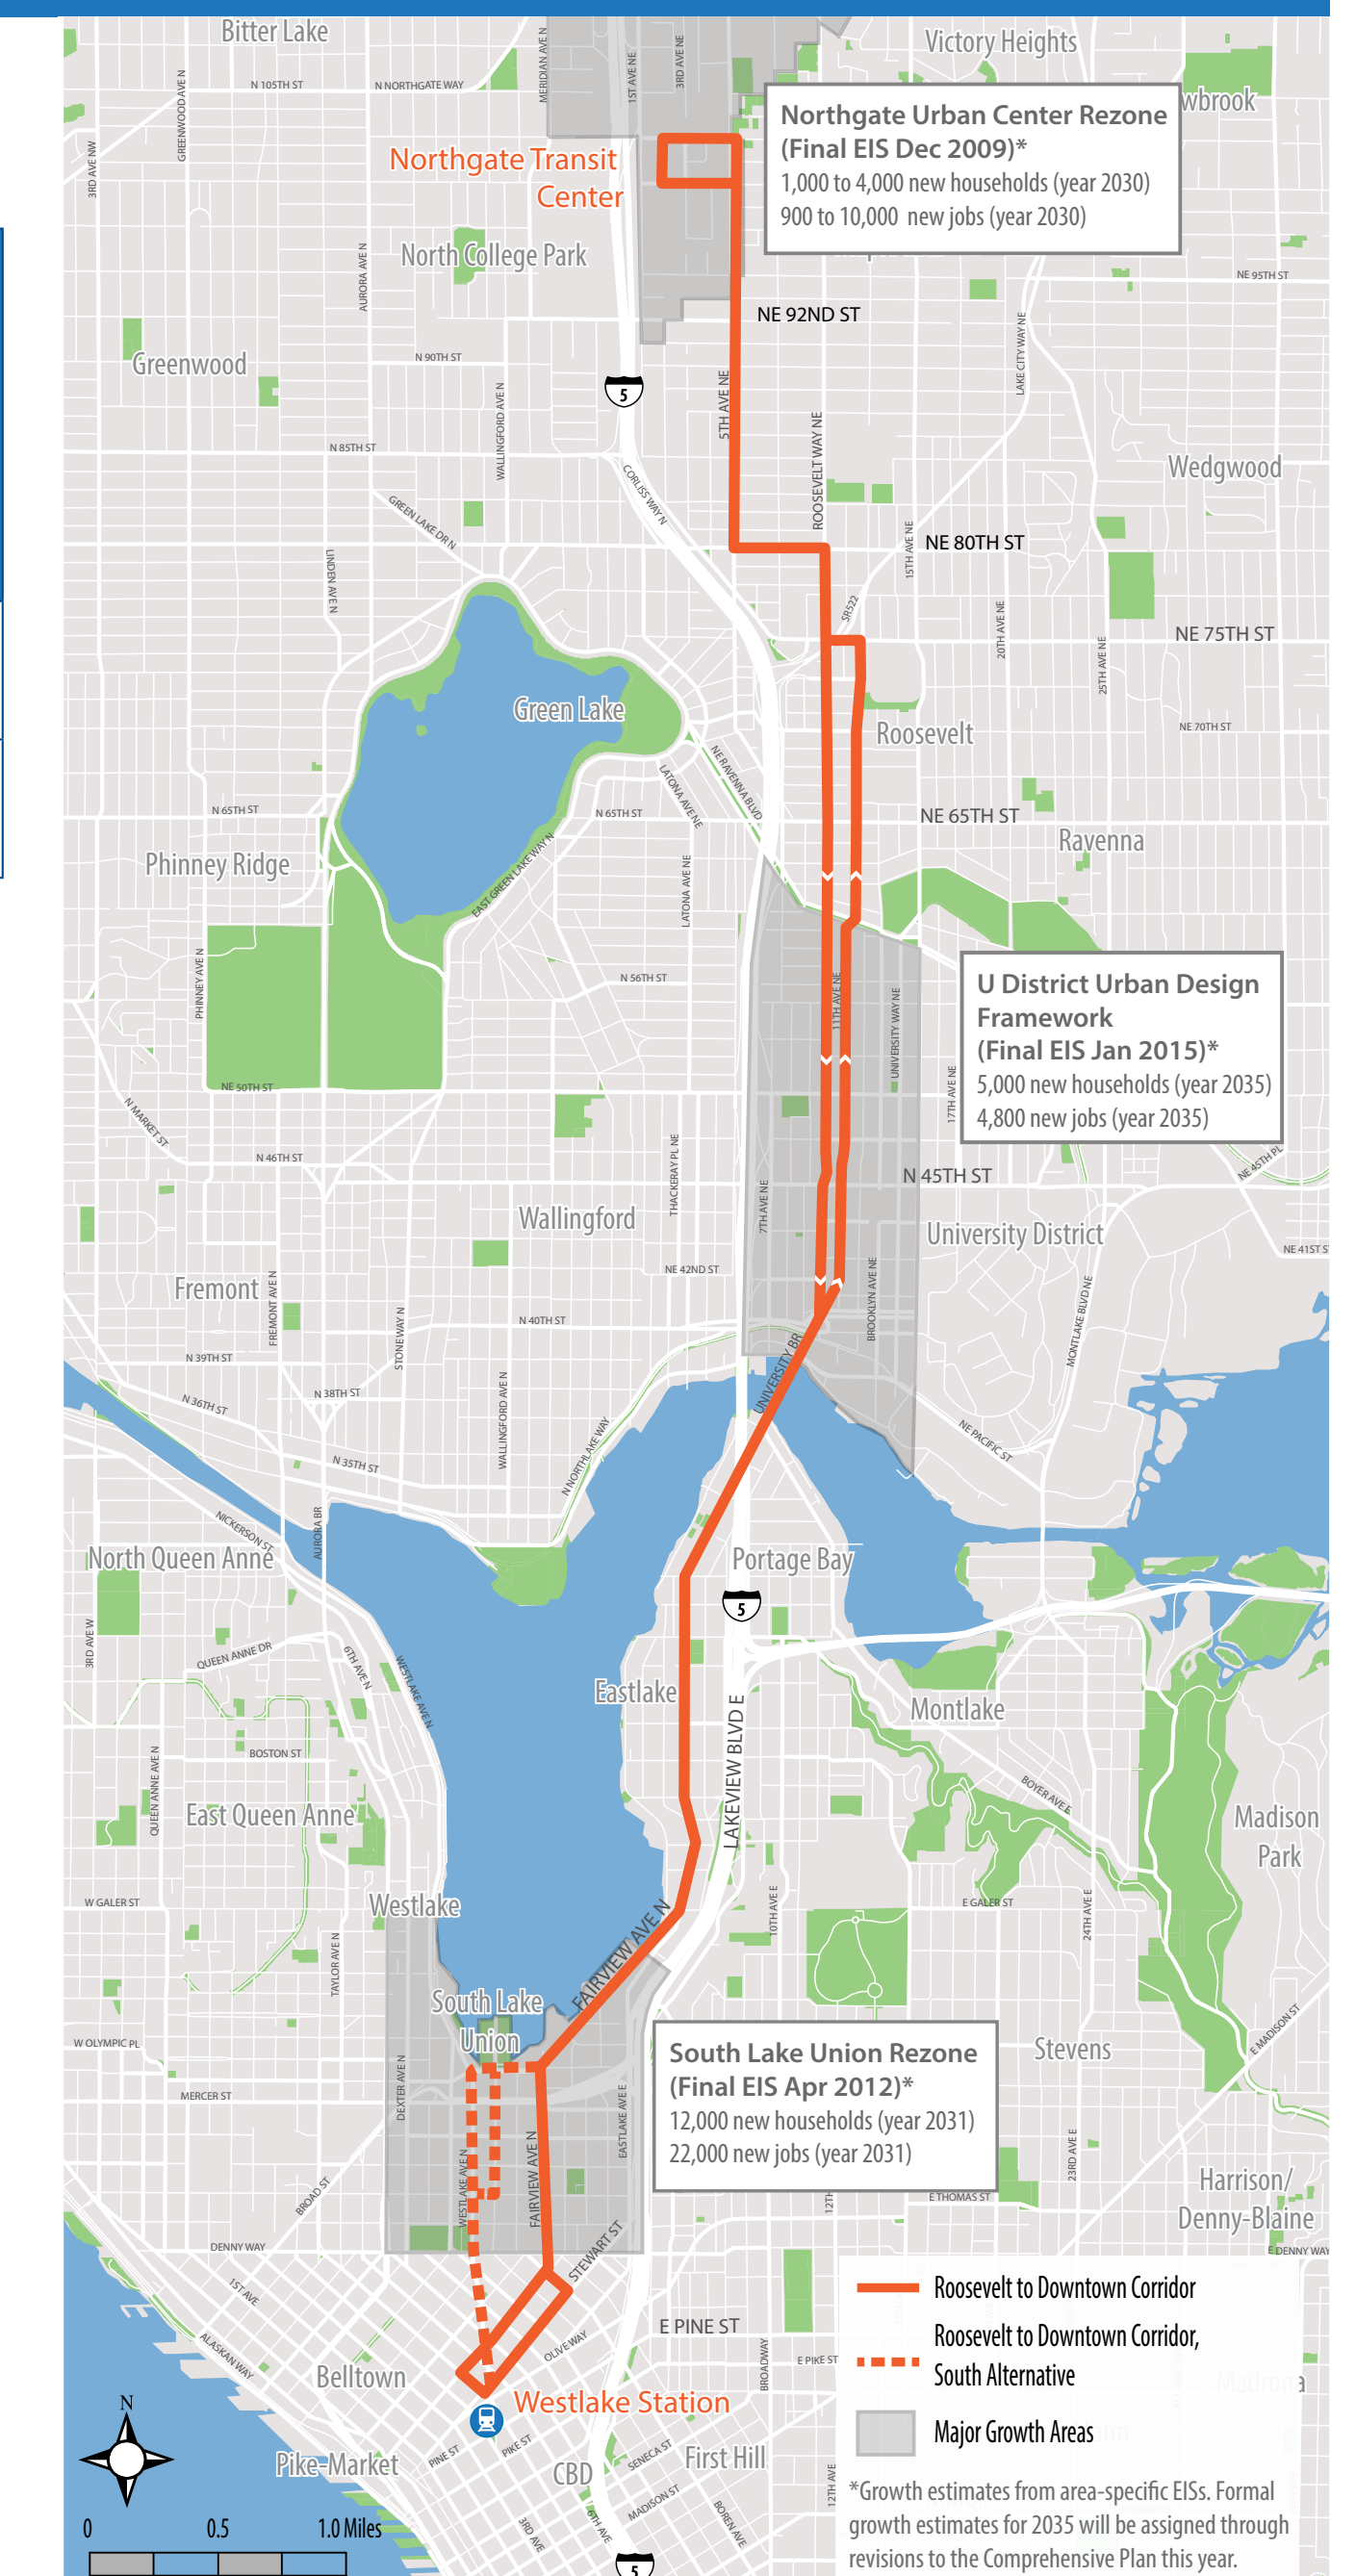 Bitter Lake
Victory Heights
N 105TH ST
N NORTHGATE WAY
MERIDIAN AVE N
1ST AVE NE
3RD AVE NE
GREENWOOD AVE N
3RD AVE NW
wbrook
Northgate Urban Center Rezone
(Final EIS Dec 2009)*
1,000 to 4,000 new households (year 2030)
900 to 10,000 new jobs (year 2030)
Northgate Transit
Center
North College Park
AURORA AVE N
NE 95TH ST
NE 92ND ST
Greenwood
N 90TH ST
5
WALLINGFORD AVE N
5TH AVE NE
LAKE CITY WAY NE
ROOSEVELT WAY NE
N 85TH ST
CORLISS WAY N
Wedgwood
GREEN LAKE DR N
LINDEN AVE N
15TH AVE NE
NE 80TH ST
SR522
20TH AVE NE
25TH AVE NE
NE 75TH ST
Green Lake
Roosevelt
NE 70TH ST
LATONA AVE NE
NE RAVENNA BLVD
N 65TH ST
N 65TH ST
NE 65TH ST
Ravenna
Phinney Ridge
EAST GREEN LAKE WAY N
LATONA AVE NE
PHINNEY AVE N
N 56TH ST
11TH AVE NE
UNIVERSITY WAY NE
U District Urban Design
Framework
(Final EIS Jan 2015)*
5,000 new households (year 2035)
4,800 new jobs (year 2035)
NE 50TH ST
17TH AVE NE
N MARKET ST
N 46TH ST
THACKERAY PL NE
7TH AVE NE
N 45TH ST
NE 45TH PL
Wallingford
University District
NE 41ST S
NE 42ND ST
Fremont
FREMONT AVE N
STONE WAY N
N 40TH ST
BROOKLYN AVE NE
MONTLAKE BLVD NE
N 39TH ST
N 38TH ST
N 36TH ST
UNIVERSITY BR
WALLINGFORD AVE N
N NORTHLAKE WAY
NE PACIFIC ST
N 35TH ST
NICKERSON ST
AURORA BR
North Queen Anne
Portage Bay
5
3RD AVE W
QUEEN ANNE DR
6TH AVE N
WESTLAKE AVE N
Eastlake
LAKEVIEW BLVD E
Montlake
BOSTON ST
QUEEN ANNE AVE N
BOYER AVE E
East Queen Anne
Madison
Park
W GALER ST
Westlake
FAIRVIEW AVE N
10TH AVE E
E GALER ST
24TH AVE E
TAYLOR AVE N
South Lake
Union
W OLYMPIC PL
DEXTER AVE N
MERCER ST
EASTLAKE AVE E
South Lake Union Rezone
(Final EIS Apr 2012)*
12,000 new households (year 2031)
22,000 new jobs (year 2031)
Stevens
E MADISON ST
23RD AVE E
WESTLAKE AVE N
FAIRVIEW AVE N
BROAD ST
12TH
E THOMAS ST
Harrison/
Denny-Blaine
DENNY WAY
STEWART ST
E DENNY WAY
1ST AVE
ALASKAN WAY
OLIVE WAY
E PINE ST
BROADWAY
E PIKE ST
Belltown
Westlake Station
Roosevelt to Downtown Corridor
Roosevelt to Downtown Corridor,
South Alternative
Madrona
Major Growth Areas
N
Pike-Market
PINE ST
PIKE ST
CBD
SENECA ST
First Hill
MADISON ST
BOREN AVE
12TH AVE
3RD AVE
6TH AVE
5
0 0.5 1.0 Miles
*Growth estimates from area-specific EISs. Formal
growth estimates for 2035 will be assigned through
revisions to the Comprehensive Plan this year.